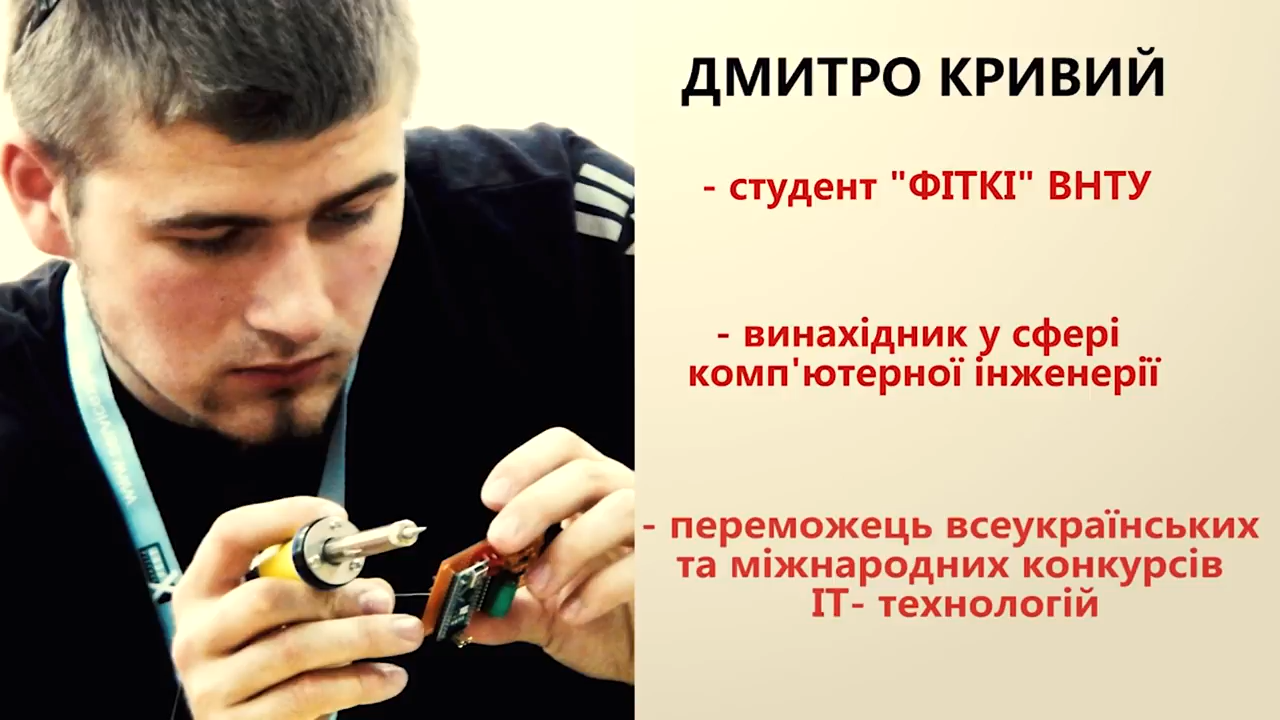 ДМИТРО КРИВИЙ
- студент "ФІТКІ" ВНТУ
- винахідник у сфері
комп'ютерної інженерії
- переможець всеукраїнських
та міжнародних конкурсів
ІТ- технологій